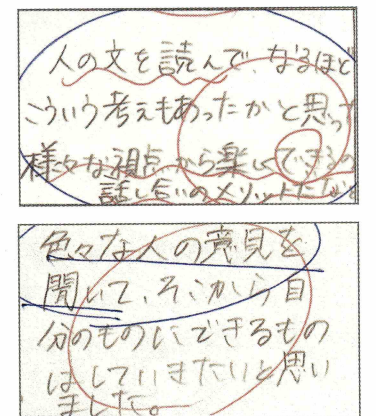 人の文を読んで、なるほど
こういう考えもあったかと思っ
様々な視点から楽しくできるの
話し合いのメリットだな
色々な人の意見を
聞いて、そこから自
分のものにできるもの
はしていきたいと思い
ました。